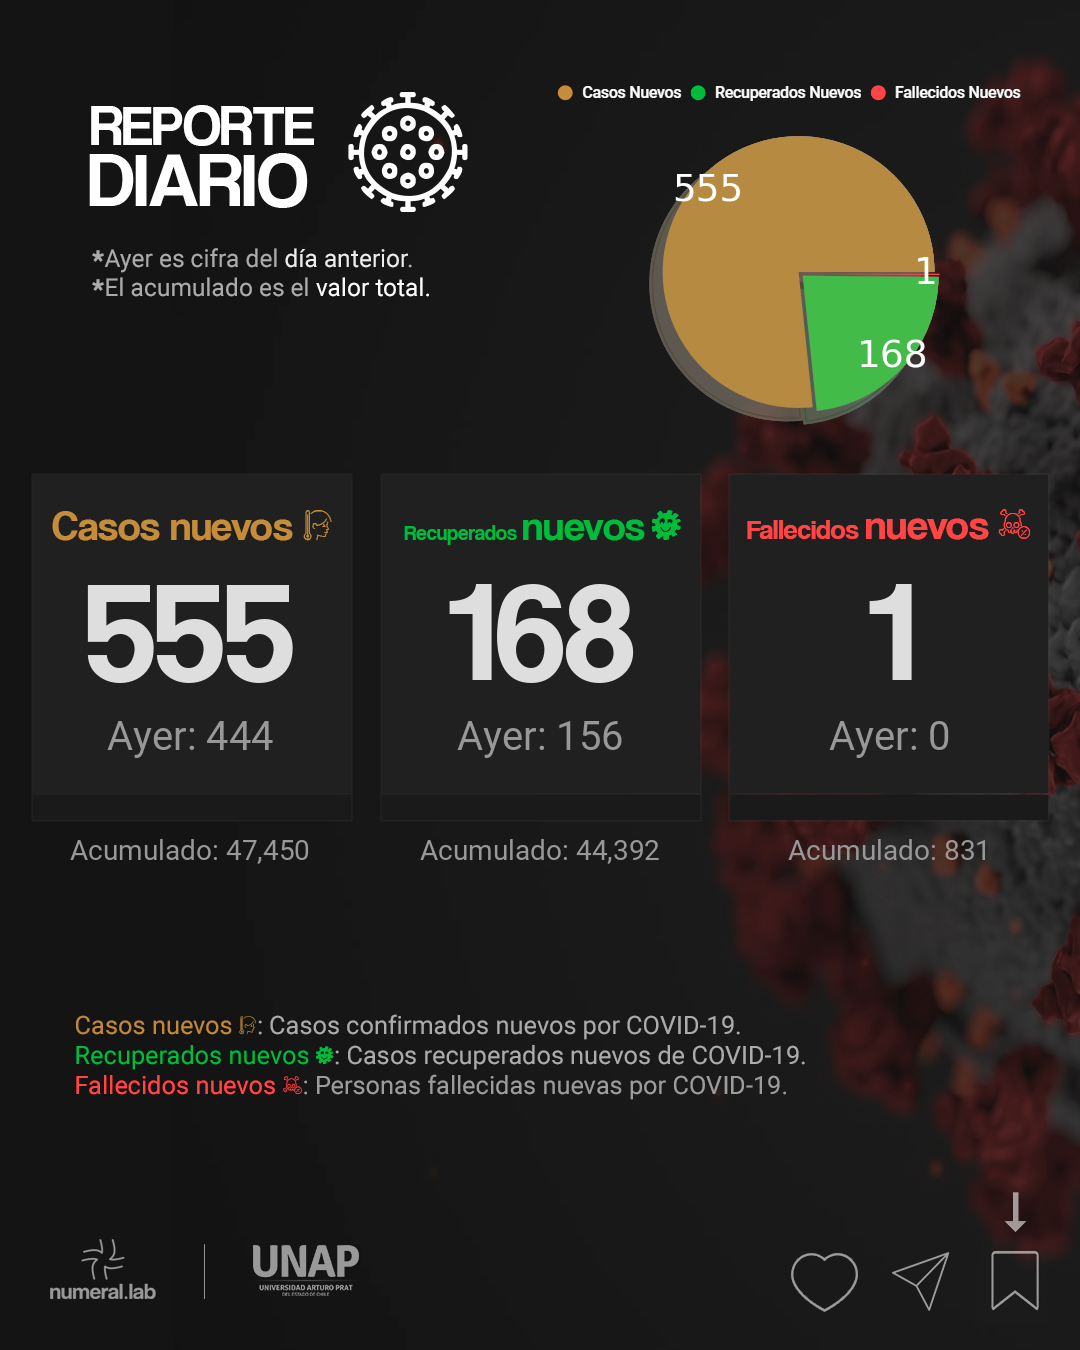 REPORTE
DIARIO
*Ayer es cifra del día anterior.
*El acumulado es el valor total.
Casos Nuevos Recuperados Nuevos Fallecidos Nuevos
555
1
168
Casos nuevos
555
Ayer: 444
Acumulado: 47,450
Recuperados nuevos
168
Ayer: 156
Acumulado: 44,392
Fallecidos nuevos
1
Ayer: 0
Acumulado: 831
Casos nuevos : Casos confirmados nuevos por COVID-19.
Recuperados nuevos : Casos recuperados nuevos de COVID-19.
Fallecidos nuevos : Personas fallecidas nuevas por COVID-19.
numeral.lab
UNAP
UNIVERSIDAD ARTURO PRAT
DEL ESTADO DE CHILE